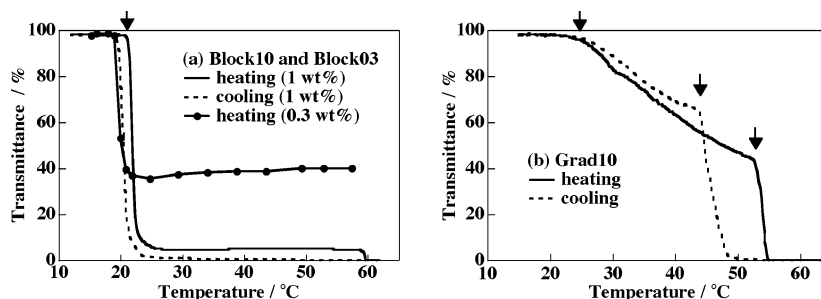 100
80
60
40
20
0
Transmittance / %
(a) Block10 and Block03
heating (1 wt%)
cooling (1 wt%)
heating (0.3 wt%)
10 20 30 40 50 60
Temperature / °C
100
80
60
40
20
0
Transmittance / %
(b) Grad10
heating
cooling
10 20 30 40 50 60
Temperature / °C